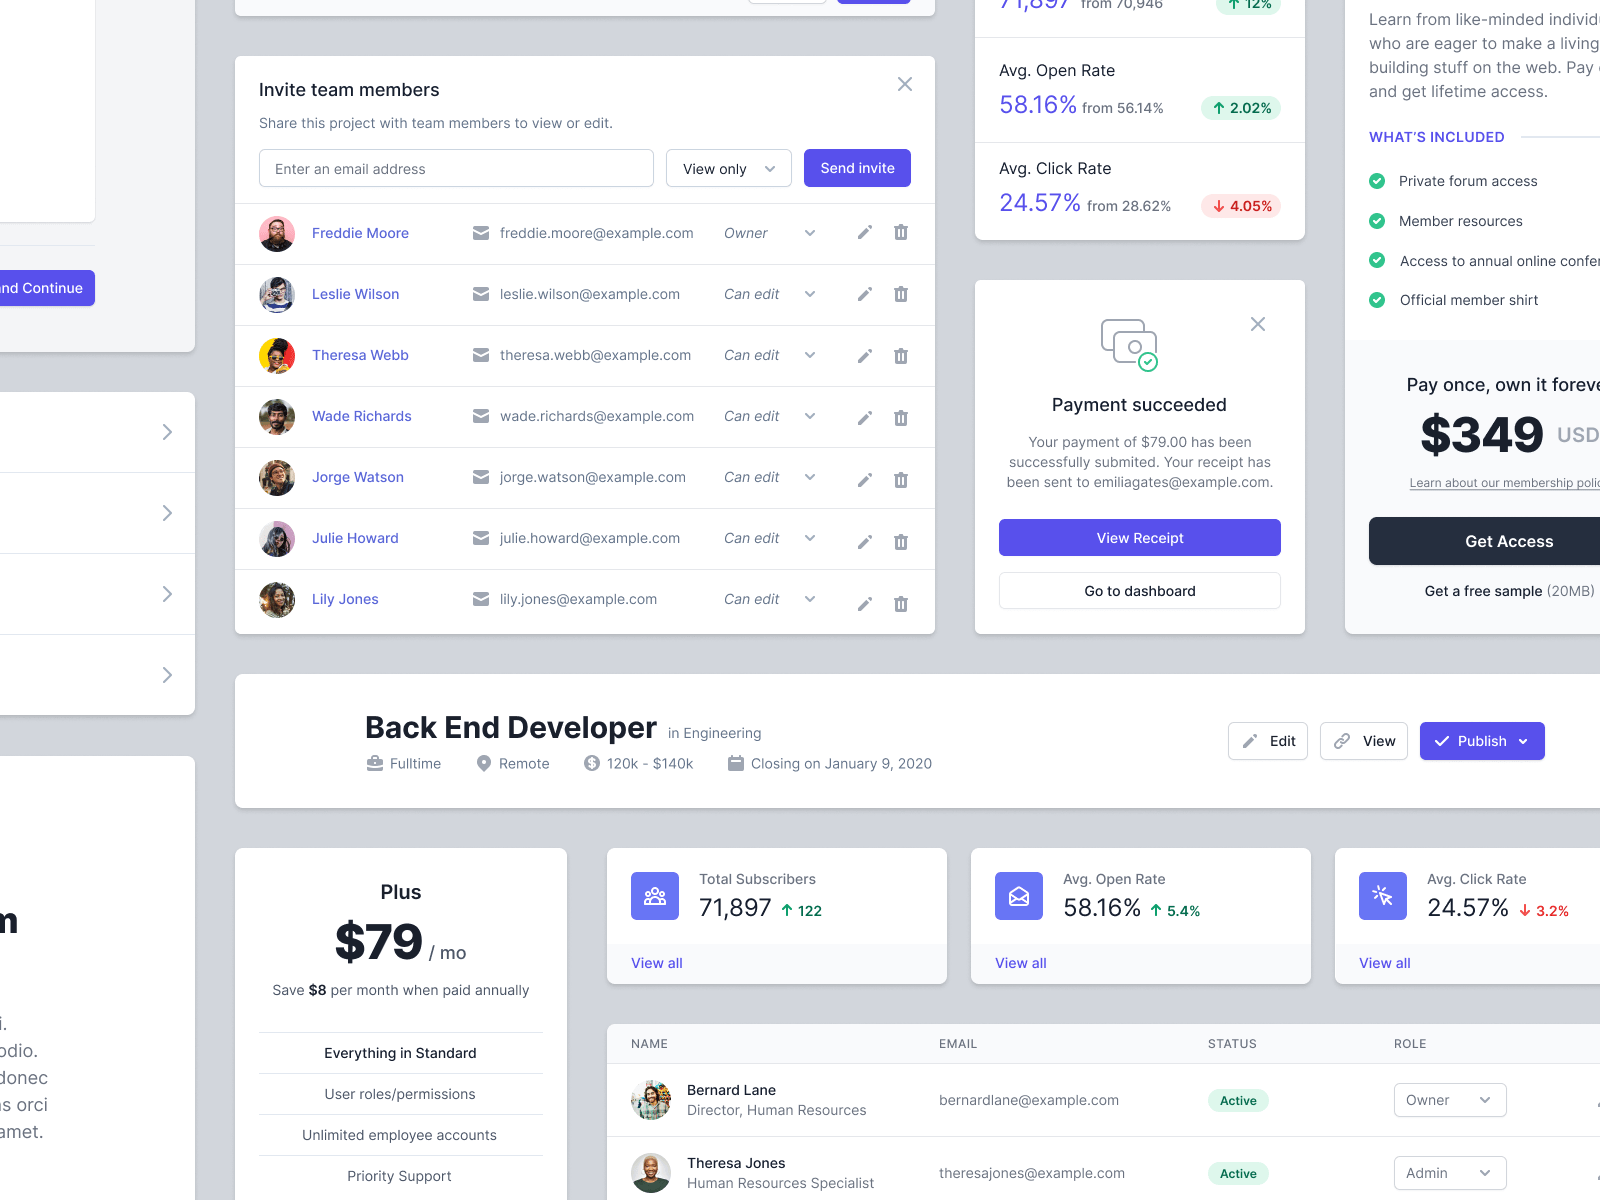 and Continue
m
i.
odio.
donec
s orci
amet.
Invite team members
Share this project with team members to view or edit.
Enter an email address
View only
Send invite
Freddie Moore freddie.moore@example.com Owner
Leslie Wilson leslie.wilson@example.com Can edit
Theresa Webb theresa.webb@example.com Can edit
Wade Richards wade.richards@example.com Can edit
Jorge Watson jorge.watson@example.com Can edit
Julie Howard julie.howard@example.com Can edit
Lily Jones lily.jones@example.com Can edit
71,897 from 70,946 12%
Avg. Open Rate
58.16% from 56.14% 2.02%
Avg. Click Rate
24.57% from 28.62% 4.05%
Payment succeeded
Your payment of $79.00 has been
successfully submited. Your receipt has
been sent to emiliagates@example.com.
View Receipt
Go to dashboard
Learn from like-minded individu
who are eager to make a living
building stuff on the web. Pay
and get lifetime access.
WHAT'S INCLUDED
Private forum access
Member resources
Access to annual online confer
Official member shirt
Pay once, own it foreve
$349 USD
Learn about our membership polic
Get Access
Get a free sample (20MB)
Back End Developer in Engineering
Fulltime Remote 120k - $140k Closing on January 9, 2020
Edit
View
Publish
Plus
$79 / mo
Save $8 per month when paid annually
Everything in Standard
User roles/permissions
Unlimited employee accounts
Priority Support
Total Subscribers
71,897 122
View all
Avg. Open Rate
58.16% 5.4%
View all
Avg. Click Rate
24.57% 3.2%
View all
NAME EMAIL STATUS ROLE
Bernard Lane
Director, Human Resources
bernardlane@example.com
Active
Owner
Theresa Jones
Human Resources Specialist
theresajones@example.com
Active
Admin